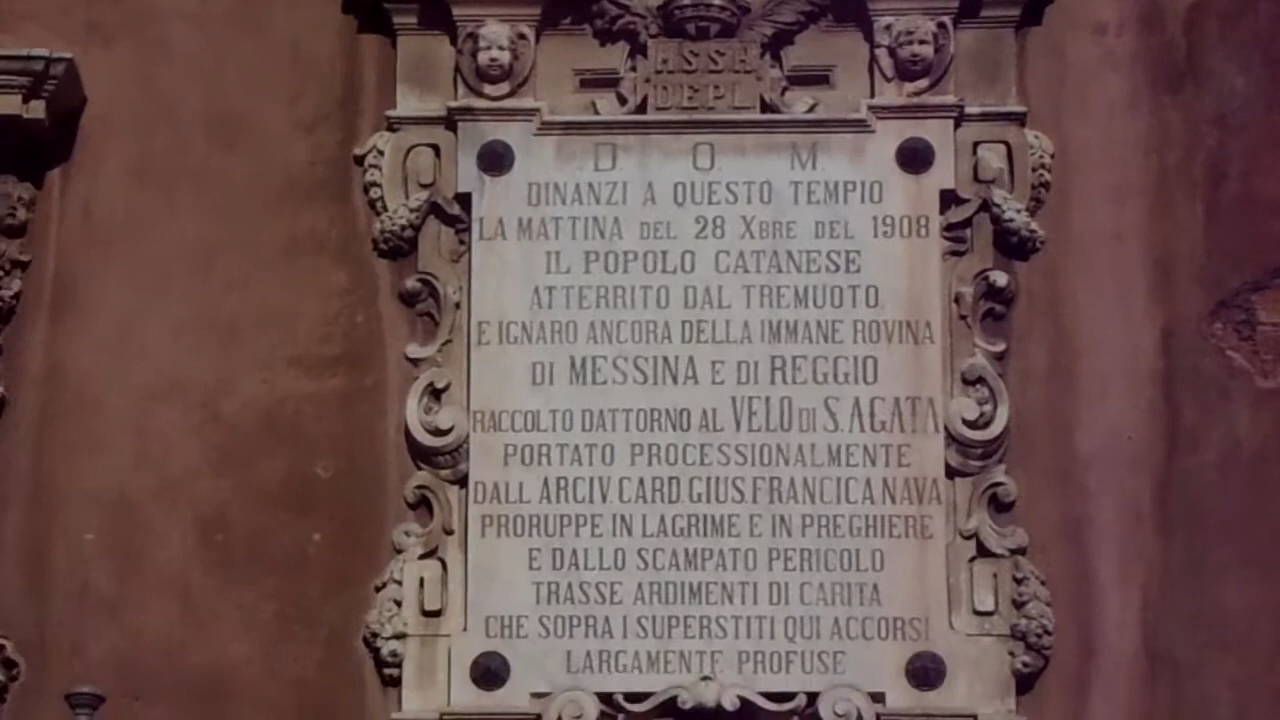 HSSH
DEPL
D. O. M.
DINANZI A QUESTO TEMPIO
LA MATTINA DEL 28 XBRE DEL 1908
IL POPOLO CATANESE
ATTERRITO DAL TREMUOTO
E IGNARO ANCORA DELLA IMMANE ROVINA
DI MESSINA E DI REGGIO
RACCOLTO DATTORNO AL VELO DI S. AGATA
PORTATO PROCESSIONALMENTE
DALL ARCIV. CARD. GIUS. FRANCICA NAVA
PRORUPPE IN LAGRIME E IN PREGHIERE
E DALLO SCAMPATO PERICOLO
TRASSE ARDIMENTI DI CARITA
CHE SOPRA I SUPERSTITI QUI ACCORSI
LARGAMENTE PROFUSE